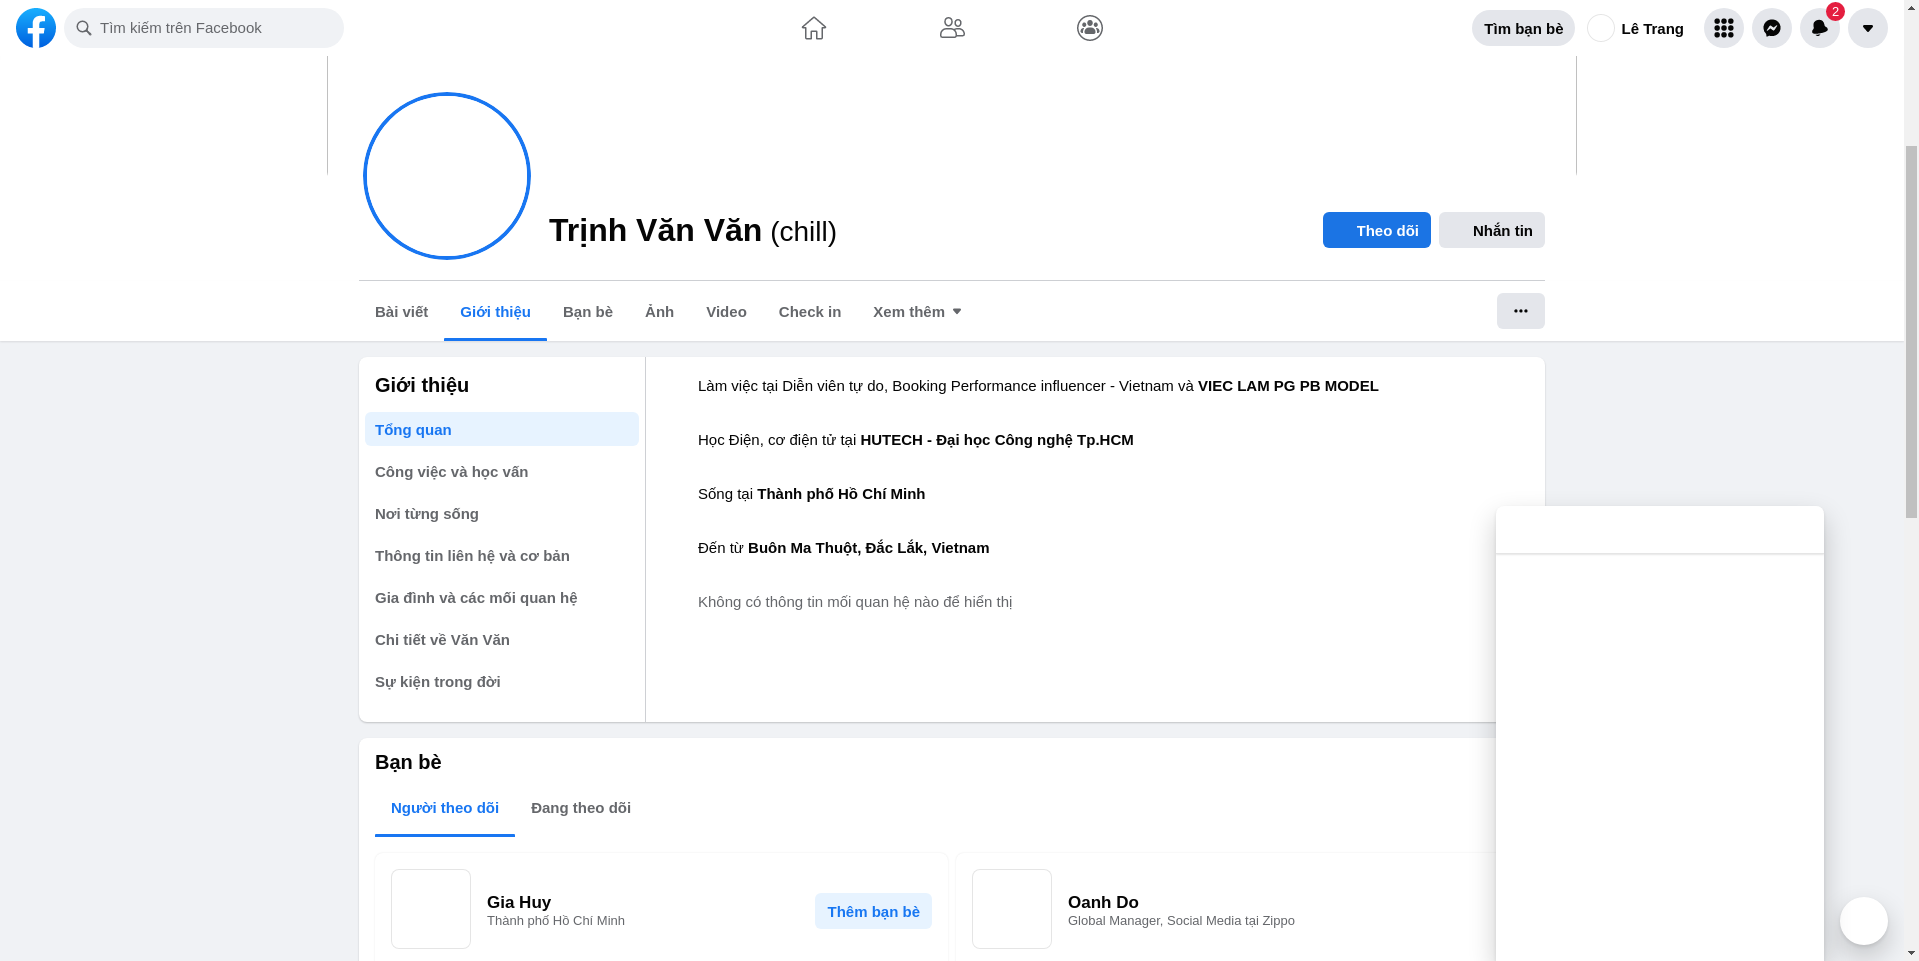 Tìm kiếm trên Facebook
Tìm bạn bè
Lê Trang
2
Trịnh Văn Văn (chill)
Theo dõi
Nhắn tin
Bài viết
Giới thiệu
Bạn bè
Ảnh
Video
Check in
Xem thêm
Giới thiệu
Tổng quan
Công việc và học vấn
Nơi từng sống
Thông tin liên hệ và cơ bản
Gia đình và các mối quan hệ
Chi tiết về Văn Văn
Sự kiện trong đời
Làm việc tại Diễn viên tự do, Booking Performance influencer - Vietnam và VIEC LAM PG PB MODEL
Học Điện, cơ điện tử tại HUTECH - Đại học Công nghệ Tp.HCM
Sống tại Thành phố Hồ Chí Minh
Đến từ Buôn Ma Thuột, Đắc Lắk, Vietnam
Không có thông tin mối quan hệ nào để hiển thị
Bạn bè
Người theo dõi
Đang theo dõi
Gia Huy
Thành phố Hồ Chí Minh
Thêm bạn bè
Oanh Do
Global Manager, Social Media tại Zippo